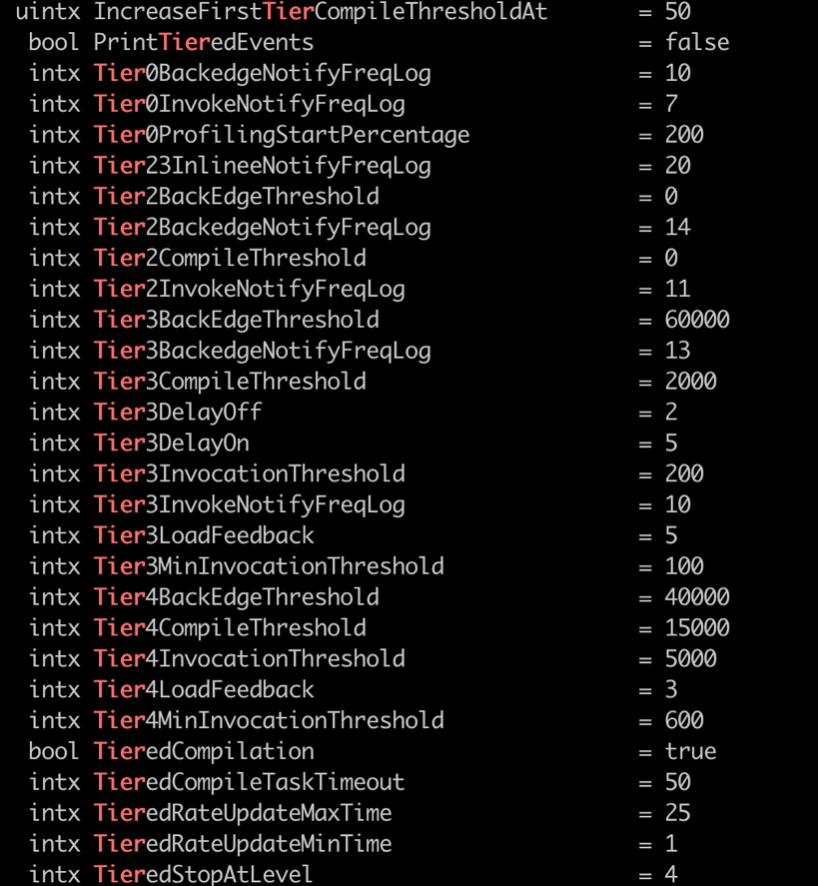 uintx IncreaseFirstTierCompileThresholdAt = 50
bool PrintTieredEvents = false
intx Tier0BackedgeNotifyFreqLog = 10
intx Tier0InvokeNotifyFreqLog = 7
intx Tier0ProfilingStartPercentage = 200
intx Tier23InlineeNotifyFreqLog = 20
intx Tier2BackEdgeThreshold = 0
intx Tier2BackedgeNotifyFreqLog = 14
intx Tier2CompileThreshold = 0
intx Tier2InvokeNotifyFreqLog = 11
intx Tier3BackEdgeThreshold = 60000
intx Tier3BackedgeNotifyFreqLog = 13
intx Tier3CompileThreshold = 2000
intx Tier3DelayOff = 2
intx Tier3DelayOn = 5
intx Tier3InvocationThreshold = 200
intx Tier3InvokeNotifyFreqLog = 10
intx Tier3LoadFeedback = 5
intx Tier3MinInvocationThreshold = 100
intx Tier4BackEdgeThreshold = 40000
intx Tier4CompileThreshold = 15000
intx Tier4InvocationThreshold = 5000
intx Tier4LoadFeedback = 3
intx Tier4MinInvocationThreshold = 600
bool TieredCompilation = true
intx TieredCompileTaskTimeout = 50
intx TieredRateUpdateMaxTime = 25
intx TieredRateUpdateMinTime = 1
intx TieredStopAtLevel = 4